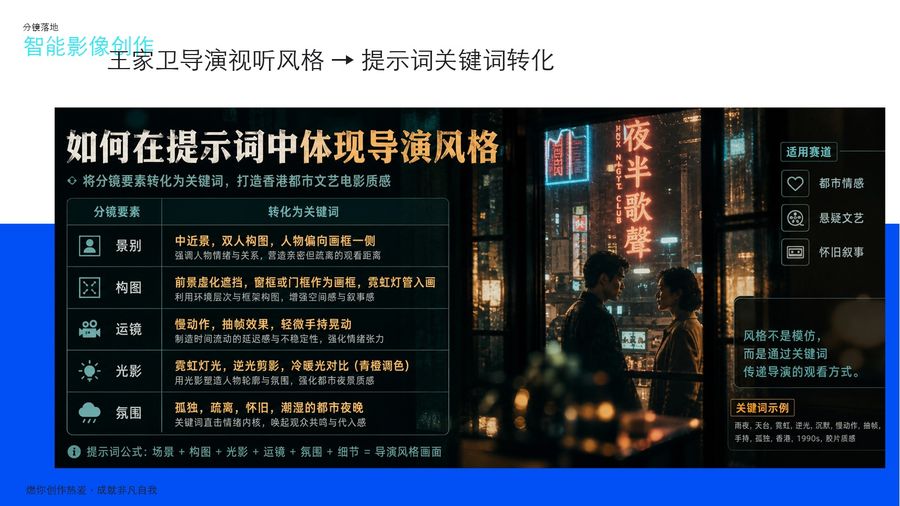 分镜落地
智能影像创作
王家卫导演视听风格 → 提示词关键词转化
如何在提示词中体现导演风格
将分镜要素转化为关键词，打造香港都市文艺电影质感
分镜要素
转化为关键词
景别
中近景，双人构图，人物偏向画框一侧
强调人物情绪与关系，营造亲密但疏离的观看距离
构图
前景虚化遮挡，窗框或门框作为画框，霓虹灯管入画
利用环境层次与框架构图，增强空间感与叙事感
运镜
慢动作，抽帧效果，轻微手持晃动
制造时间流动的延迟感与不稳定性，强化情绪张力
光影
霓虹灯光，逆光剪影，冷暖光对比（青橙调色）
用光影塑造人物轮廓与氛围，强化都市夜景质感
氛围
孤独，疏离，怀旧，潮湿的都市夜晚
关键词直击情绪内核，唤起观众共鸣与代入感
提示词公式：场景 + 构图 + 光影 + 运镜 + 氛围 + 细节 = 导演风格画面
夜半歌聲
适用赛道
都市情感
悬疑文艺
怀旧叙事
风格不是模仿，
而是通过关键词
传递导演的观看方式。
关键词示例
雨夜, 天台, 霓虹, 逆光, 沉默, 慢动作, 抽帧,
手持, 孤独, 香港, 1990s, 胶片质感
燃你创作热爱·成就非凡自我